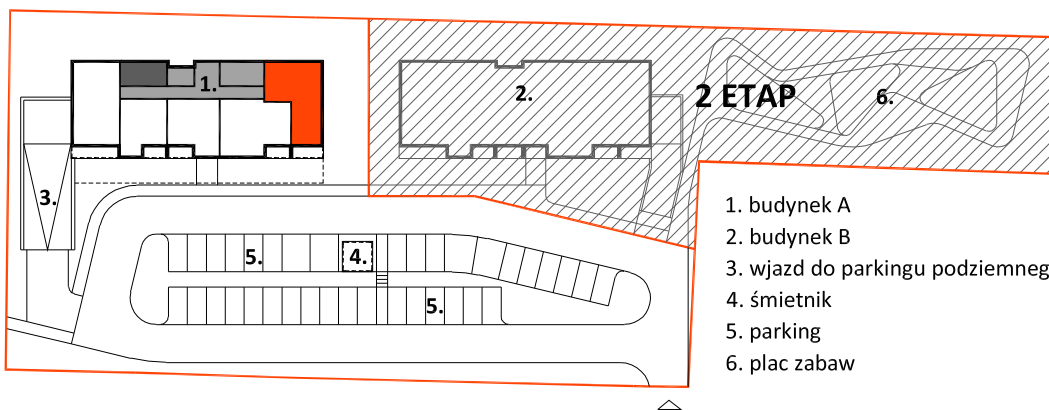 1.
2.
2 ETAP
6.
3.
5.
4.
5.
1. budynek A
2. budynek B
3. wjazd do parkingu podziemneg
4. śmietnik
5. parking
6. plac zabaw